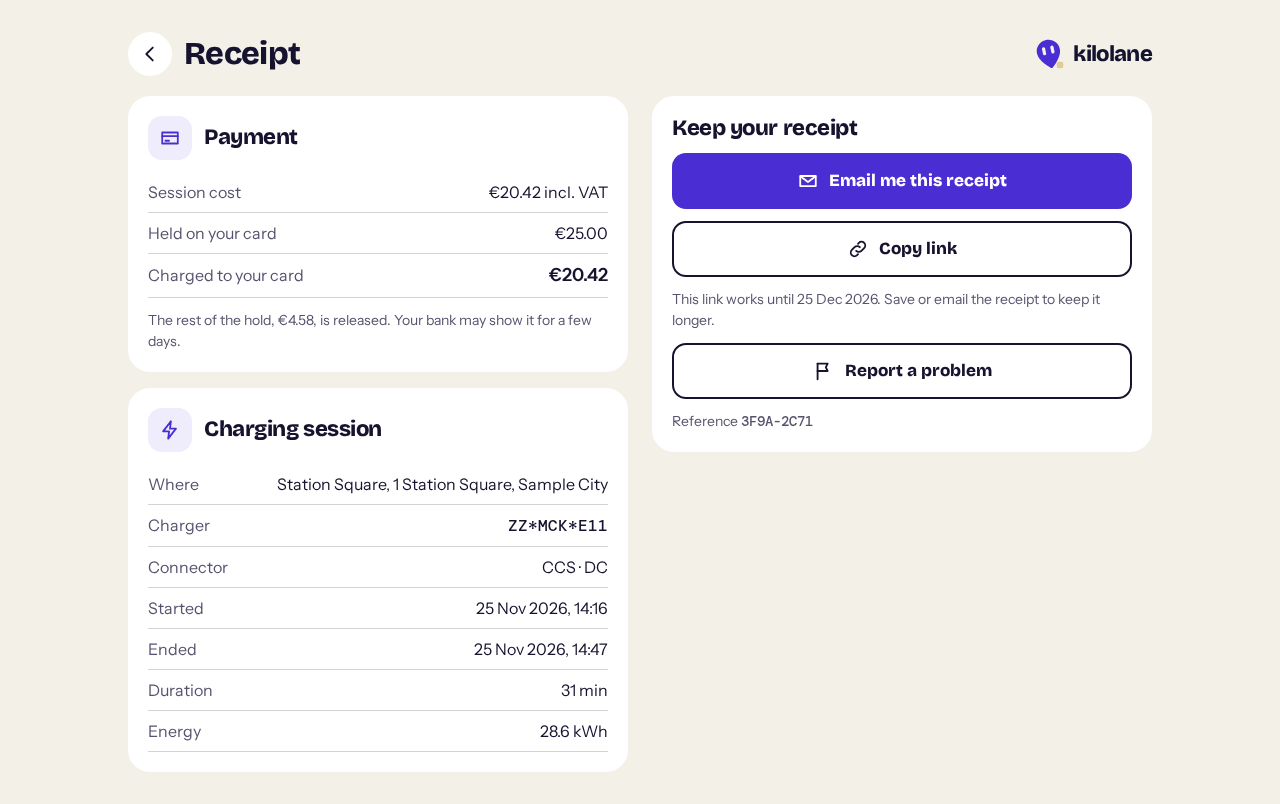 Receipt
kilolane
Payment
Session cost €20.42 incl. VAT
Held on your card €25.00
Charged to your card €20.42
The rest of the hold, €4.58, is released. Your bank may show it for a few
days.
Charging session
Where Station Square, 1 Station Square, Sample City
Charger ZZ*MCK*E11
Connector CCS · DC
Started 25 Nov 2026, 14:16
Ended 25 Nov 2026, 14:47
Duration 31 min
Energy 28.6 kWh
Keep your receipt
Email me this receipt
Copy link
This link works until 25 Dec 2026. Save or email the receipt to keep it
longer.
Report a problem
Reference 3F9A-2C71